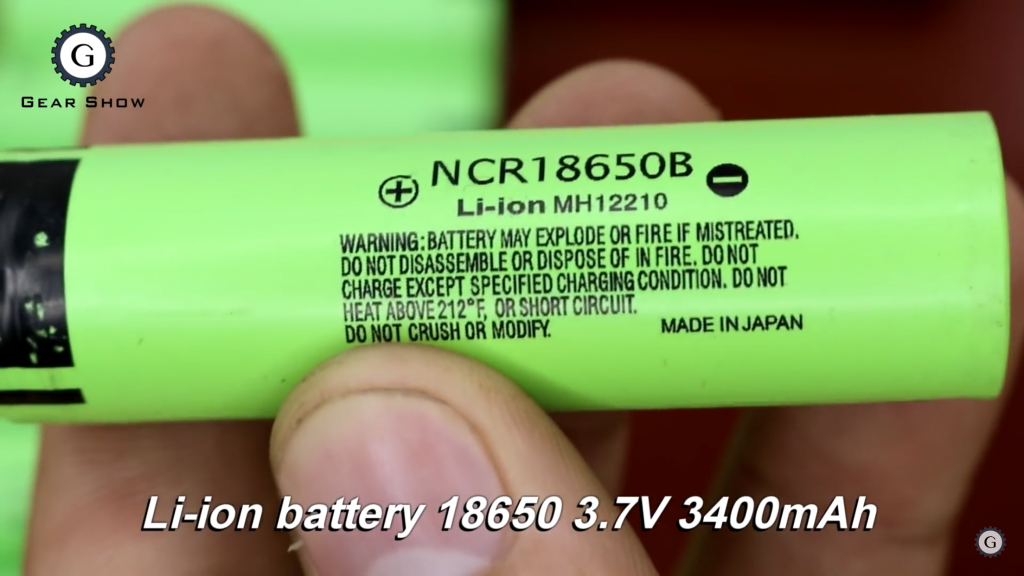 G
GEAR SHOW
NCR18650B
Li-ion MH12210
WARNING: BATTERY MAY EXPLODE OR FIRE IF MISTREATED.
DO NOT DISASSEMBLE OR DISPOSE OF IN FIRE. DO NOT
CHARGE EXCEPT SPECIFIED CHARGING CONDITION. DO NOT
HEAT ABOVE 212°F, OR SHORT CIRCUIT.
DO NOT CRUSH OR MODIFY.
MADE IN JAPAN
Li-ion battery 18650 3.7V 3400mAh
G